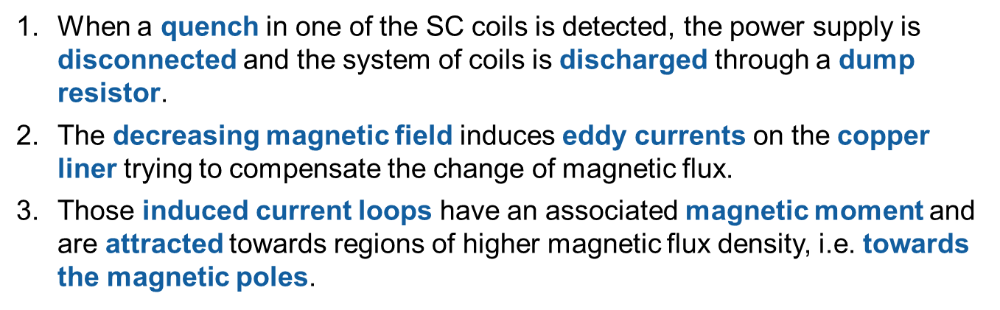 1. When a quench in one of the SC coils is detected, the power supply is
disconnected and the system of coils is discharged through a dump
resistor.
2. The decreasing magnetic field induces eddy currents on the copper
liner trying to compensate the change of magnetic flux.
3. Those induced current loops have an associated magnetic moment and
are attracted towards regions of higher magnetic flux density, i.e. towards
the magnetic poles.